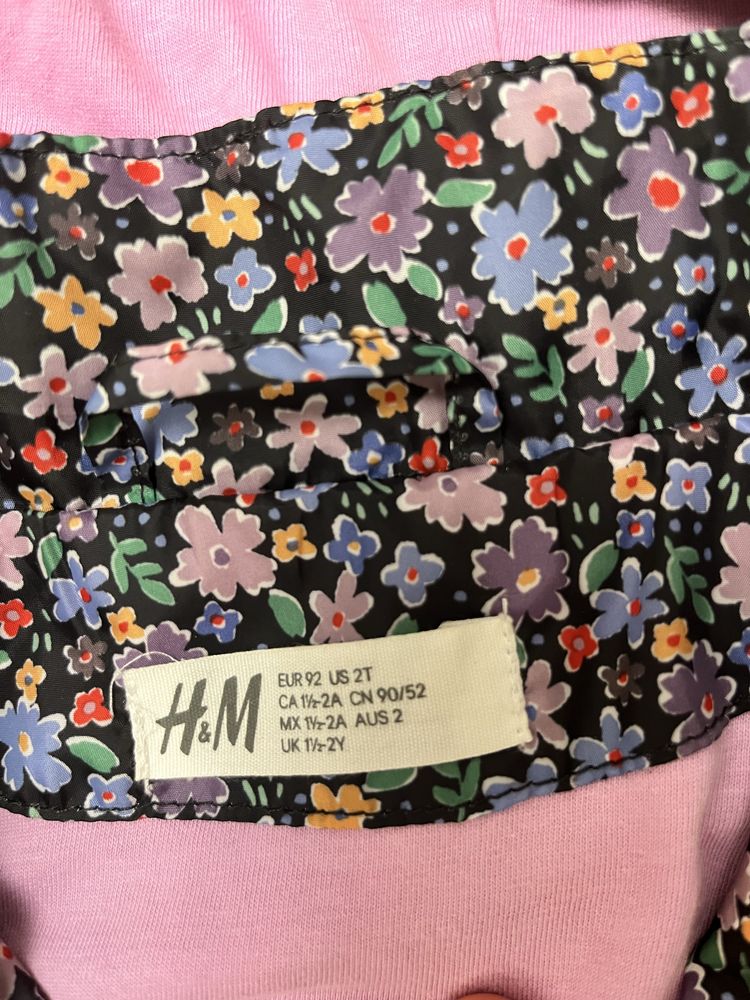 H&M
EUR 92 US 2T
CA 1½-2A CN 90/52
MX 1½-2A AUS 2
UK 1½-2Y